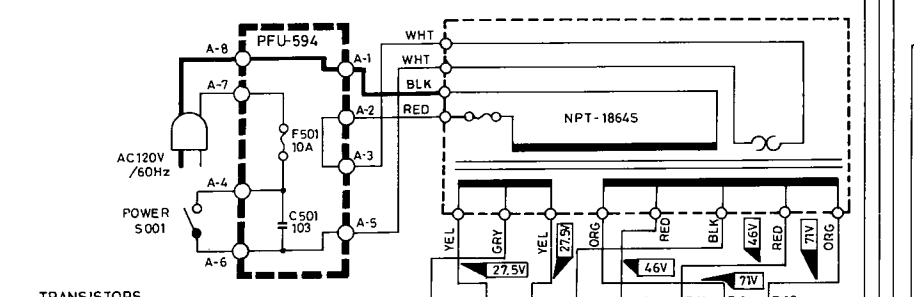 PFU-594
A-8
A-1
WHT
WHT
A-7
BLK
A-2
RED
NPT-1864S
F501
10A
AC120V
/60Hz
A-3
A-4
POWER
S001
C501
103
A-5
A-6
YEL
GRY
YEL
27.5V
ORG
RED
BLK
46V
RED
71V
ORG
27.5V
46V
71V
TRANSISTORS